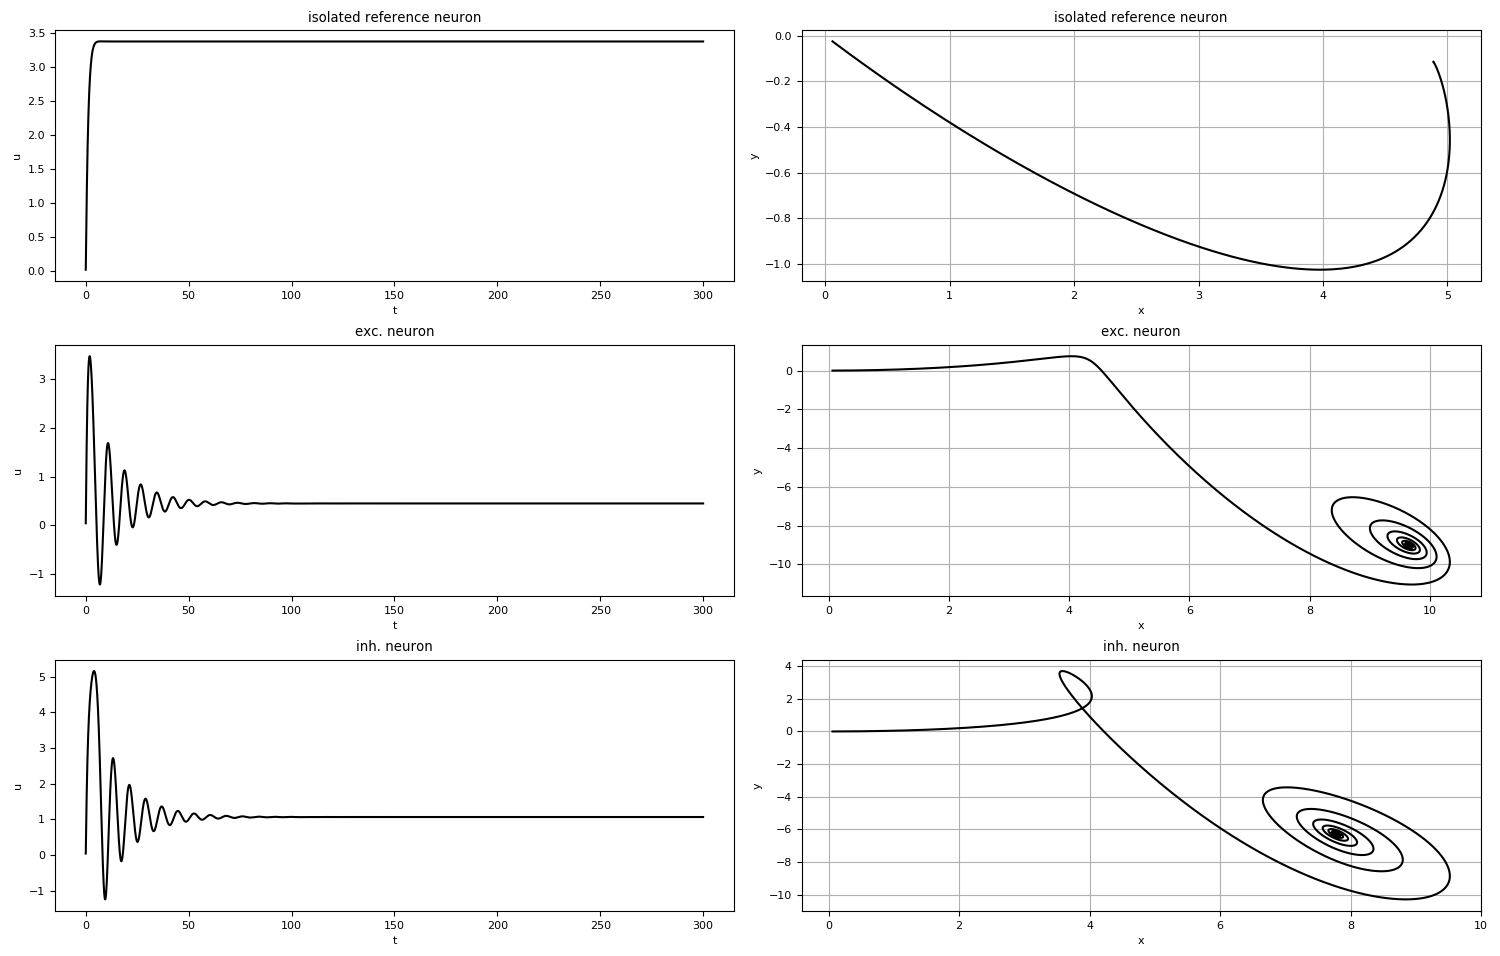 isolated reference neuron
u
3.5
3.0
2.5
2.0
1.5
1.0
0.5
0.0
0 50 100 150 200 250 300
t
isolated reference neuron
y
0.0
−0.2
−0.4
−0.6
−0.8
−1.0
0 1 2 3 4 5
x
exc. neuron
u
3
2
1
0
−1
0 50 100 150 200 250 300
t
exc. neuron
y
0
−2
−4
−6
−8
−10
0 2 4 6 8 10
x
inh. neuron
u
5
4
3
2
1
0
−1
0 50 100 150 200 250 300
t
inh. neuron
y
4
2
0
−2
−4
−6
−8
−10
0 2 4 6 8 10
x